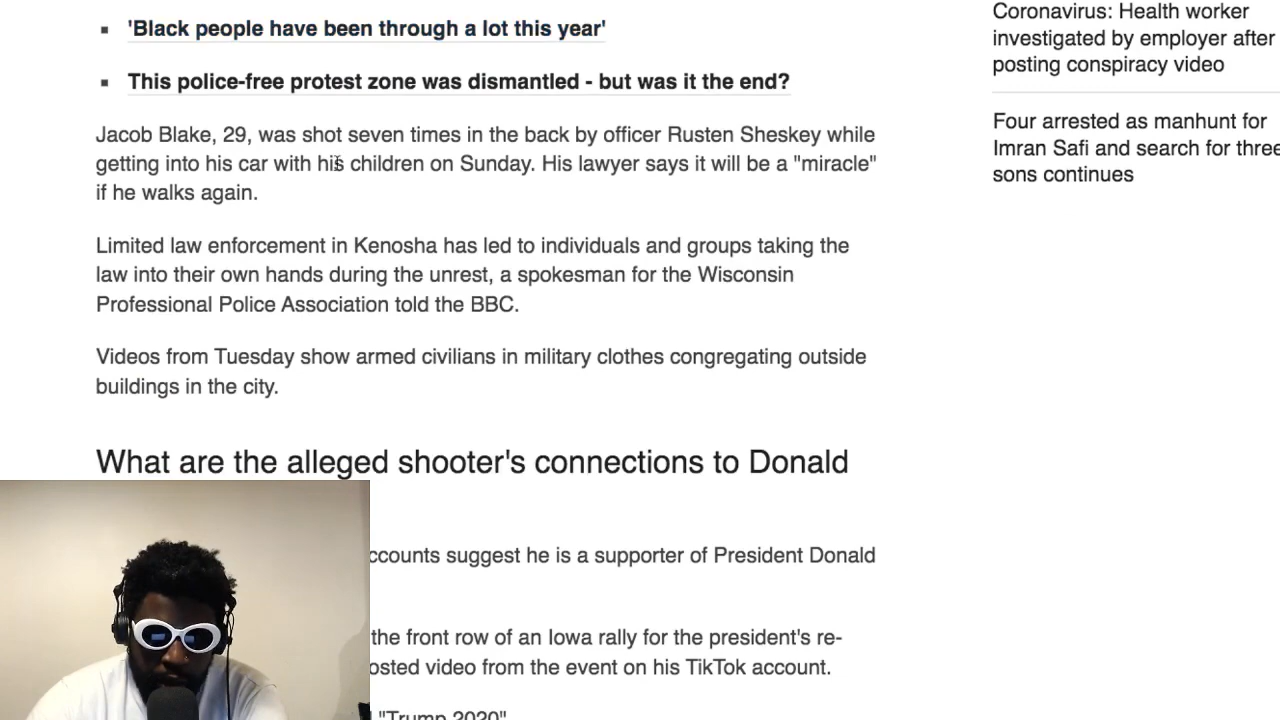 'Black people have been through a lot this year'
This police-free protest zone was dismantled - but was it the end?
Jacob Blake, 29, was shot seven times in the back by officer Rusten Sheskey while
getting into his car with his children on Sunday. His lawyer says it will be a "miracle"
if he walks again.
Limited law enforcement in Kenosha has led to individuals and groups taking the
law into their own hands during the unrest, a spokesman for the Wisconsin
Professional Police Association told the BBC.
Videos from Tuesday show armed civilians in military clothes congregating outside
buildings in the city.
What are the alleged shooter's connections to Donald
ccounts suggest he is a supporter of President Donald
the front row of an Iowa rally for the president's re-
osted video from the event on his TikTok account.
"Trump 2020"
Coronavirus: Health worker
investigated by employer after
posting conspiracy video
Four arrested as manhunt for
Imran Safi and search for three
sons continues